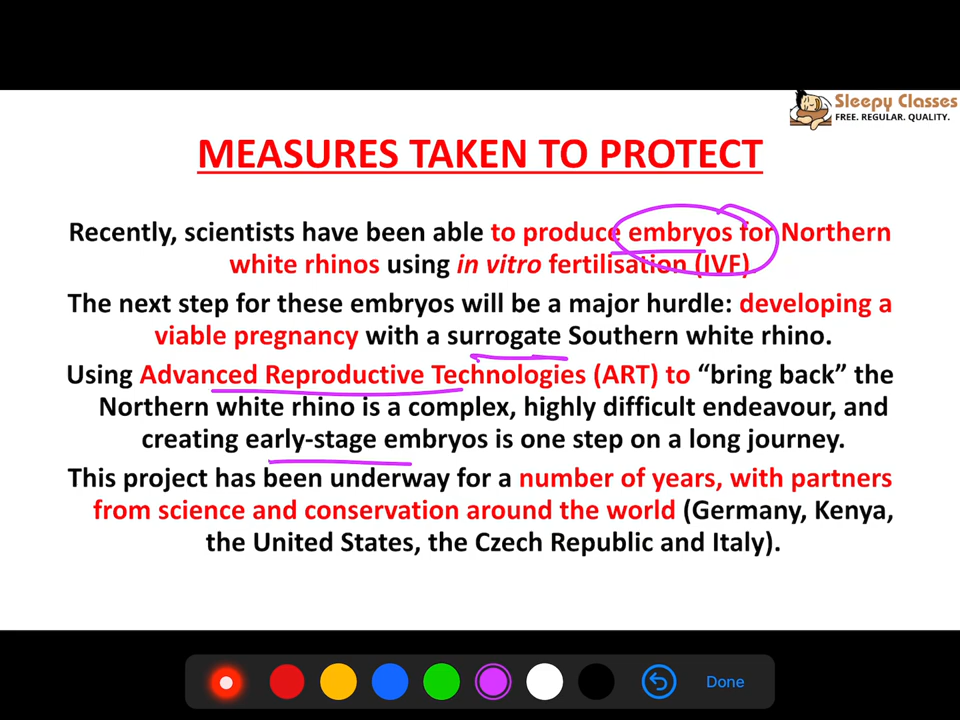 Sleepy Classes
FREE. REGULAR. QUALITY.
MEASURES TAKEN TO PROTECT
Recently, scientists have been able to produce embryos for Northern
white rhinos using in vitro fertilisation (IVF).
The next step for these embryos will be a major hurdle: developing a
viable pregnancy with a surrogate Southern white rhino.
Using Advanced Reproductive Technologies (ART) to “bring back” the
Northern white rhino is a complex, highly difficult endeavour, and
creating early-stage embryos is one step on a long journey.
This project has been underway for a number of years, with partners
from science and conservation around the world (Germany, Kenya,
the United States, the Czech Republic and Italy).
Done